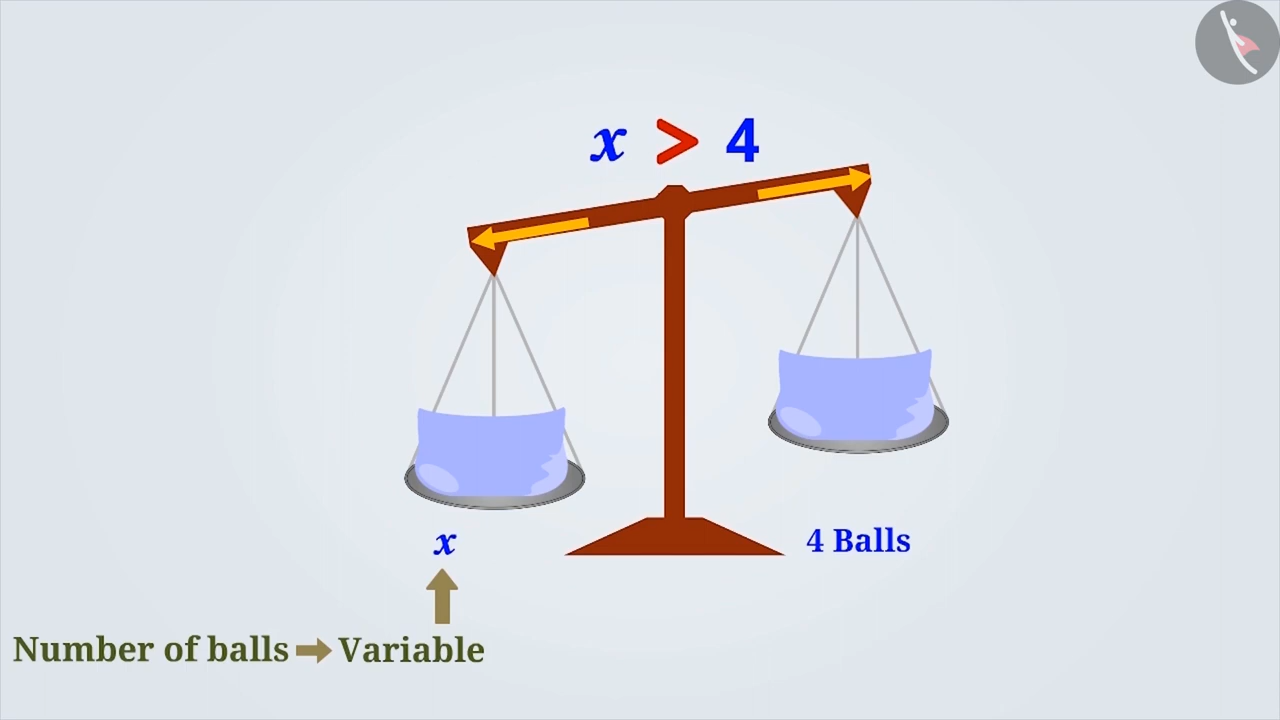 x > 4
x
4 Balls
Number of balls → Variable